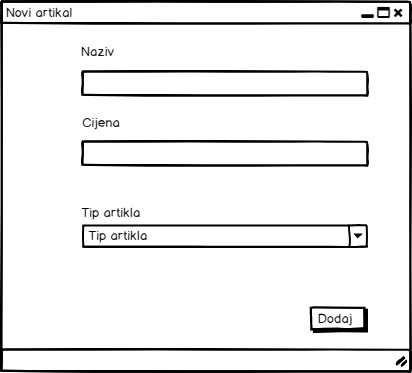 Novi artikal
Naziv
Cijena
Tip artikla
Tip artikla
Dodaj